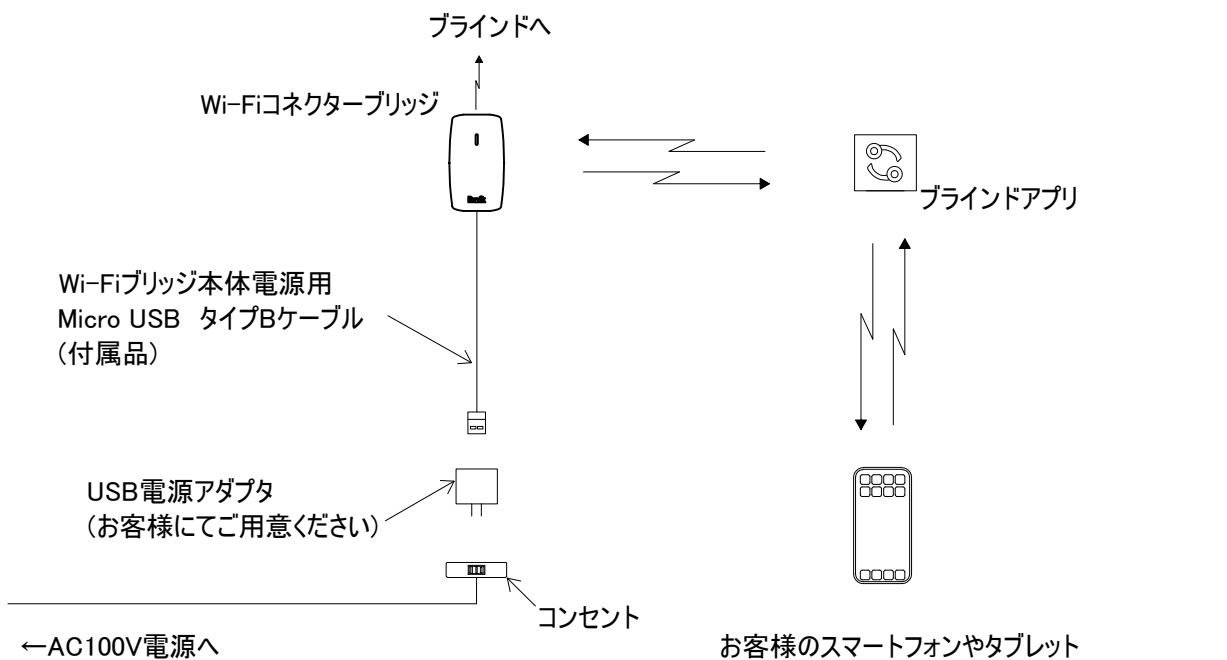 ブラインドへ
Wi-Fiコネクターブリッジ
ブラインドアプリ
Wi-Fiブリッジ本体電源用
Micro USB　タイプBケーブル
(付属品)
USB電源アダプタ
(お客様にてご用意ください)
コンセント
←AC100V電源へ
お客様のスマートフォンやタブレット